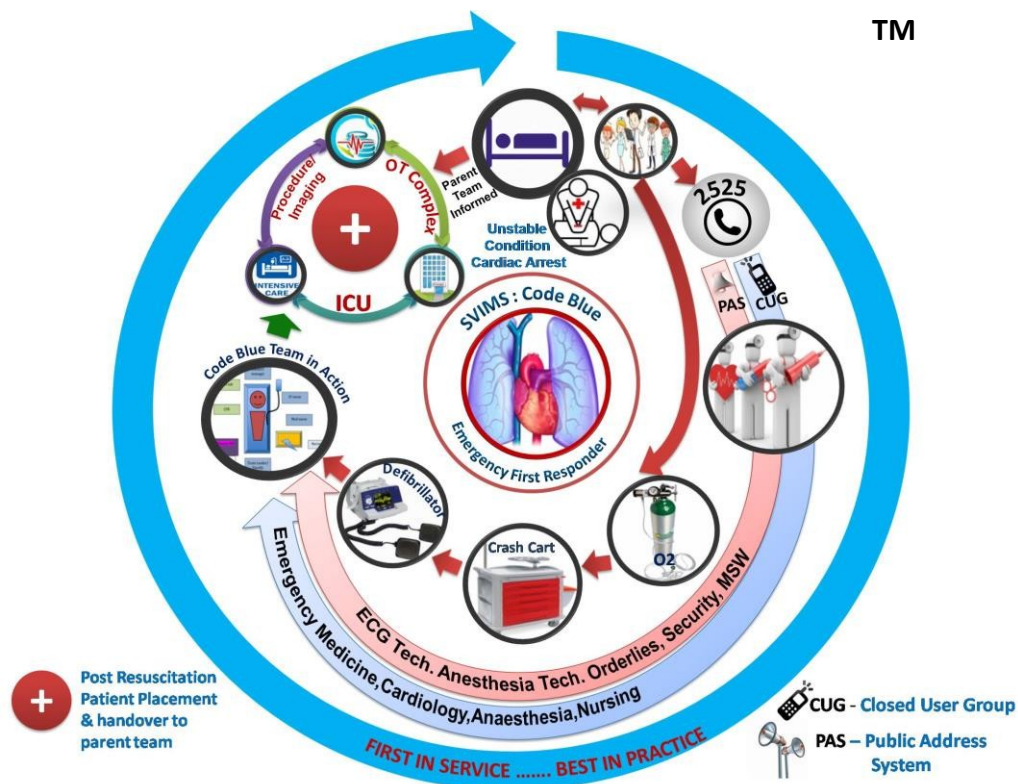 TM
Procedure/
Imaging
OT Complex
Parent
Team
Informed
2525
Unstable
Condition
Cardiac Arrest
PAS
CUG
INTENSIVE
CARE
ICU
SVIMS : Code Blue
Emergency First Responder
Code Blue Team in Action
Defibrillator
Crash Cart
O2
ECG Tech. Anesthesia Tech. Orderlies, Security, MSW
Emergency Medicine,Cardiology,Anaesthesia,Nursing
FIRST IN SERVICE ....... BEST IN PRACTICE
Post Resuscitation
Patient Placement
& handover to
parent team
CUG - Closed User Group
PAS – Public Address
System